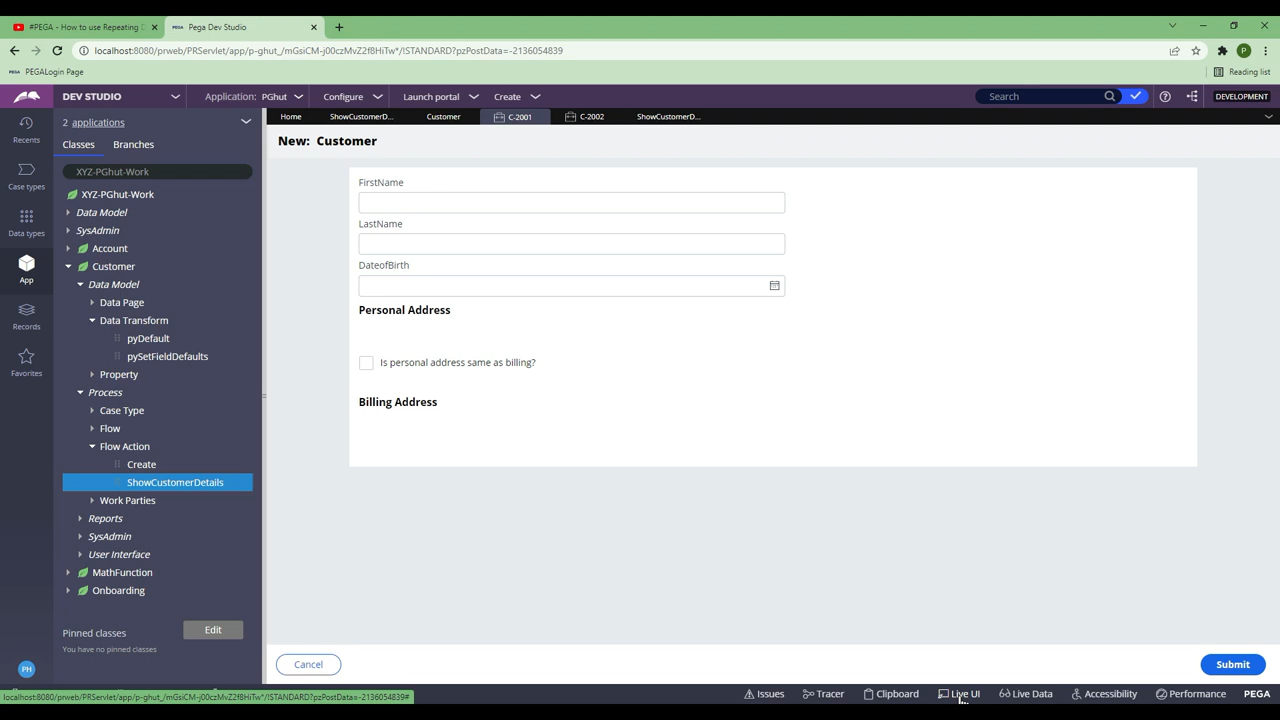 #PEGA - How to use Repeating D
PEGA Pega Dev Studio
localhost:8080/prweb/PRServlet/app/p-ghut_/mGsiCM-j00czMvZ2f8HiTw*/!STANDARD?pzPostData=-2136054839
P
PEGA PEGALogin Page
Reading list
DEV STUDIO
Application: PGhut
Configure
Launch portal
Create
Search
DEVELOPMENT
2 applications
Home
ShowCustomerD...
Customer
C-2001
C-2002
ShowCustomerD...
Recents
Case types
Data types
App
Records
Favorites
PH
Classes
Branches
XYZ-PGhut-Work
XYZ-PGhut-Work
Data Model
SysAdmin
Account
Customer
Data Model
Data Page
Data Transform
pyDefault
pySetFieldDefaults
Property
Process
Case Type
Flow
Flow Action
Create
ShowCustomerDetails
Work Parties
Reports
SysAdmin
User Interface
MathFunction
Onboarding
Pinned classes
Edit
You have no pinned classes
New: Customer
FirstName
LastName
DateofBirth
Personal Address
Is personal address same as billing?
Billing Address
Cancel
Submit
localhost:8080/prweb/PRServlet/app/p-ghut_/mGsiCM-j00czMvZ2f8HiTw*/!STANDARD?pzPostData=-2136054839#
Issues
Tracer
Clipboard
Live UI
Live Data
Accessibility
Performance
PEGA